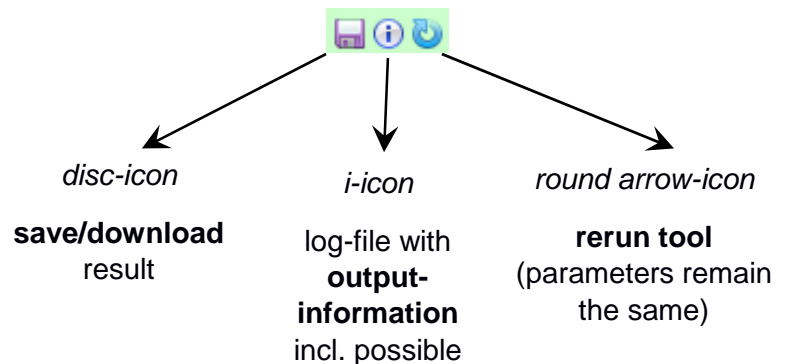 disc-icon
save/download
result
i-icon
log-file with
output-
information
incl. possible
round arrow-icon
rerun tool
(parameters remain
the same)